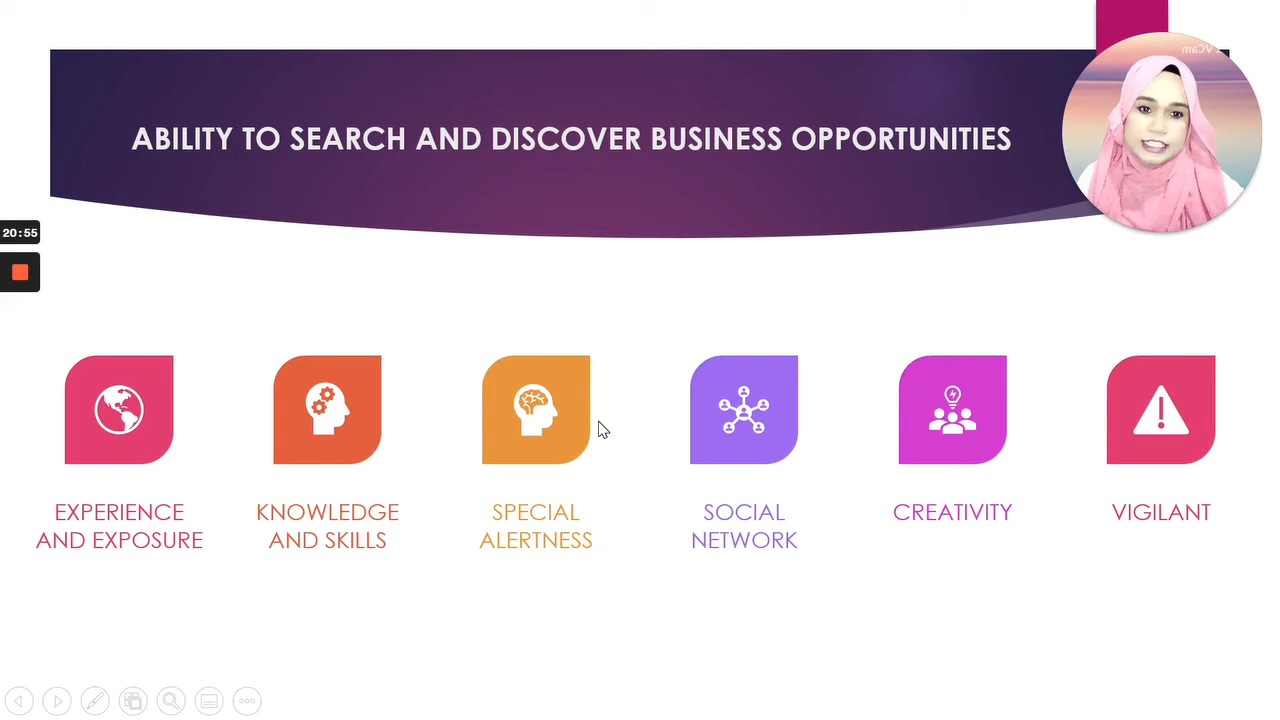 e VCam
ABILITY TO SEARCH AND DISCOVER BUSINESS OPPORTUNITIES
20:55
EXPERIENCE
AND EXPOSURE
KNOWLEDGE
AND SKILLS
SPECIAL
ALERTNESS
SOCIAL
NETWORK
CREATIVITY
VIGILANT